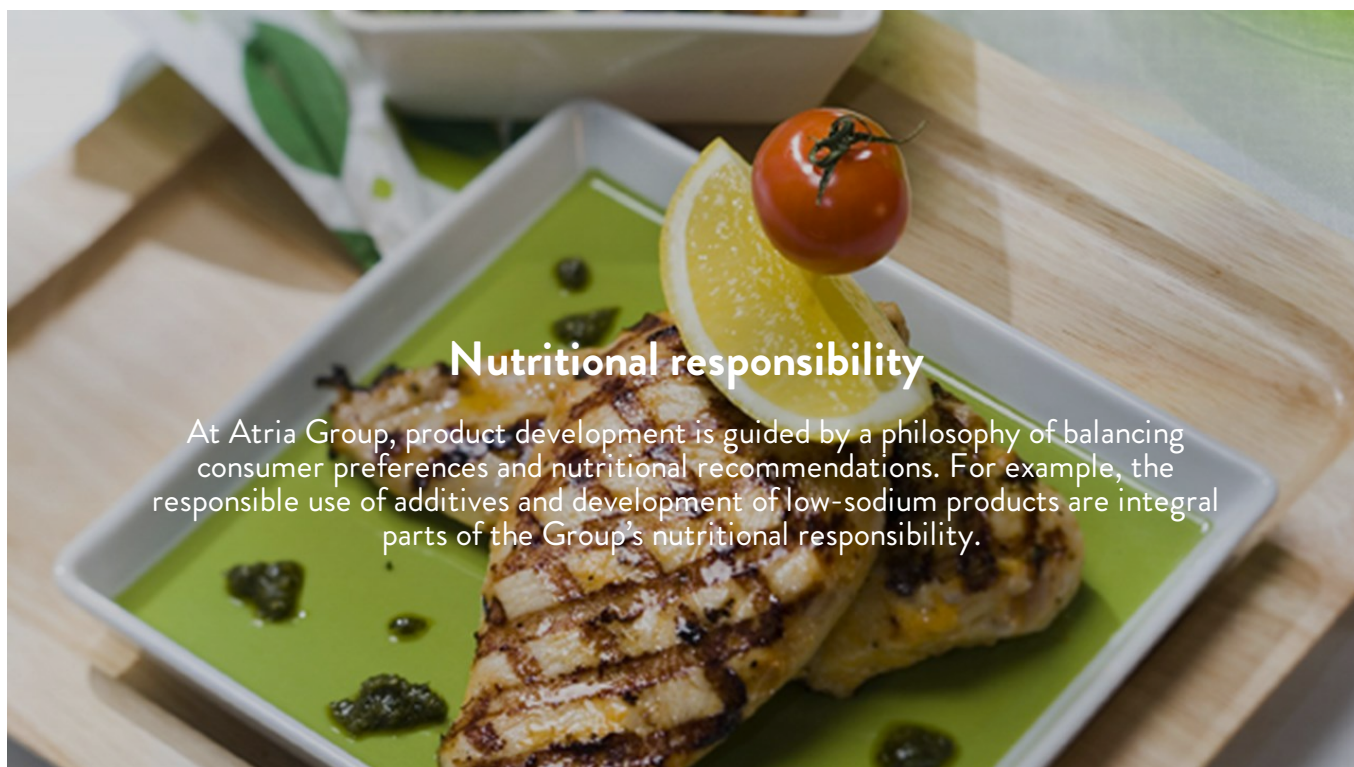 Nutritional responsibility
At Atria Group, product development is guided by a philosophy of balancing
consumer preferences and nutritional recommendations. For example, the
responsible use of additives and development of low-sodium products are integral
parts of the Group’s nutritional responsibility.